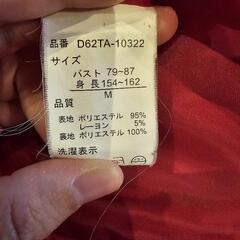 品番 D62TA-10322
サイズ
バスト 79~87
身 長 154~162
M
品質
表地 ポリエステル 95%
レーヨン 5%
裏地 ポリエステル 100%
洗濯表示